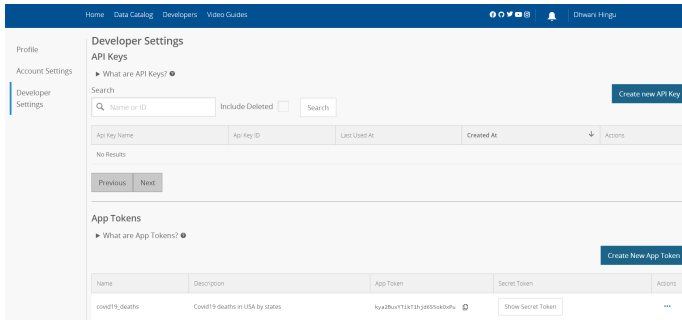 Home Data Catalog Developers Video Guides Dhwani Hingu
Profile
Account Settings
Developer
Settings
Developer Settings
API Keys
What are API Keys?
Search
Name or ID Include Deleted Search Create new API Key
Api Key Name Api Key ID Last Used At Created At Actions
No Results
Previous Next
App Tokens
What are App Tokens?
Create New App Token
Name Description App Token Secret Token Actions
covid19_deaths Covid19 deaths in USA by states Show Secret Token